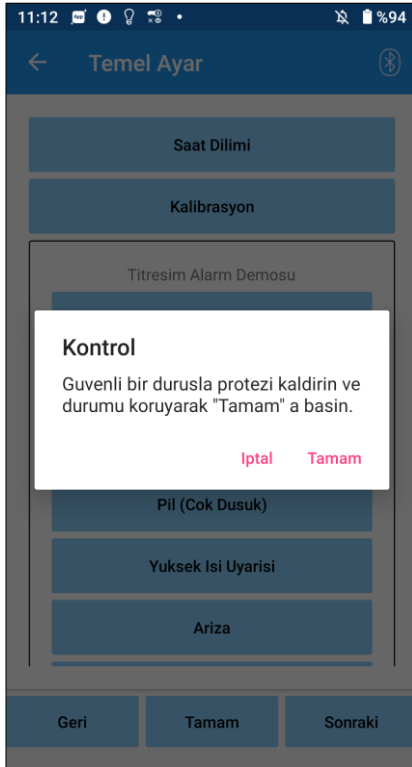 11:12 %94
Temel Ayar
Saat Dilimi
Kalibrasyon
Titresim Alarm Demosu
Kontrol
Guvenli bir durusla protezi kaldirin ve
durumu koruyarak "Tamam" a basin.
Iptal Tamam
Pil (Cok Dusuk)
Yuksek Isi Uyarisi
Ariza
Geri Tamam Sonraki